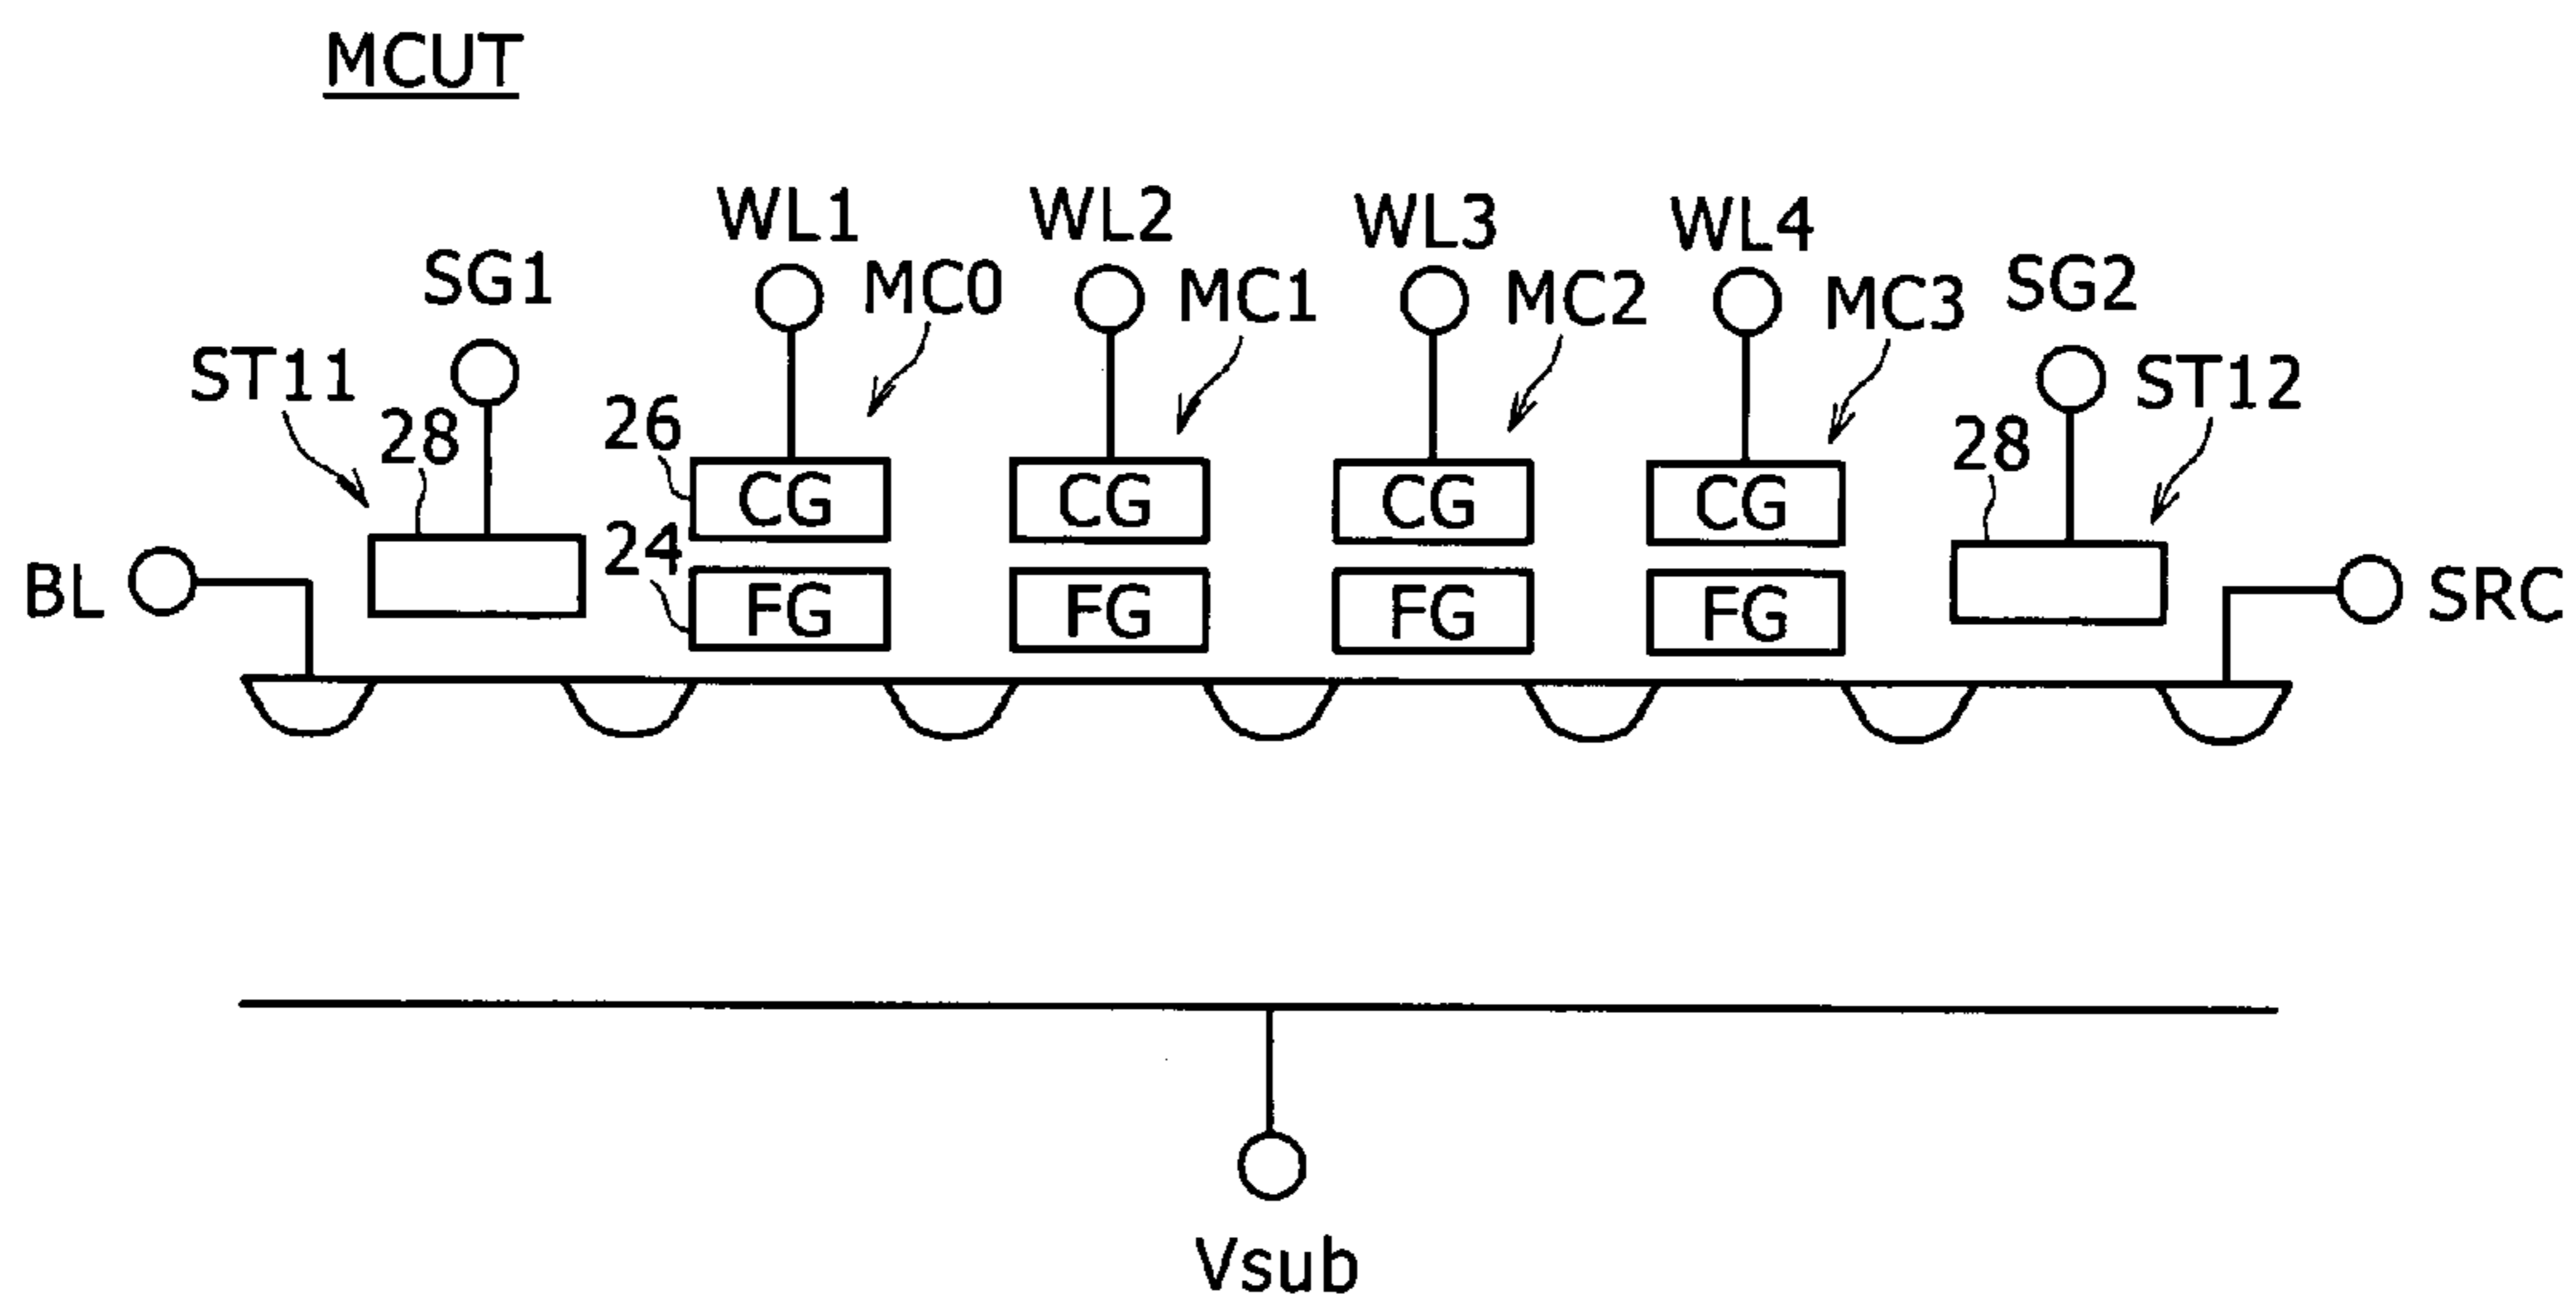 MCUT
WL1 WL2 WL3 WL4
SG1 MC0 MC1 MC2 MC3 SG2
ST11 ST12
28 26 28
CG CG CG CG
24
BL FG FG FG FG SRC
Vsub